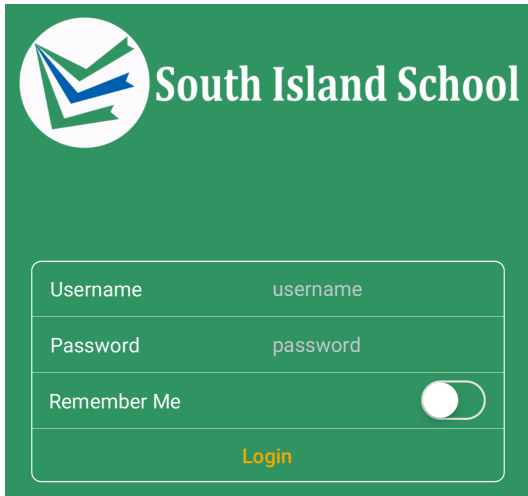 South Island School
Username username
Password password
Remember Me
Login